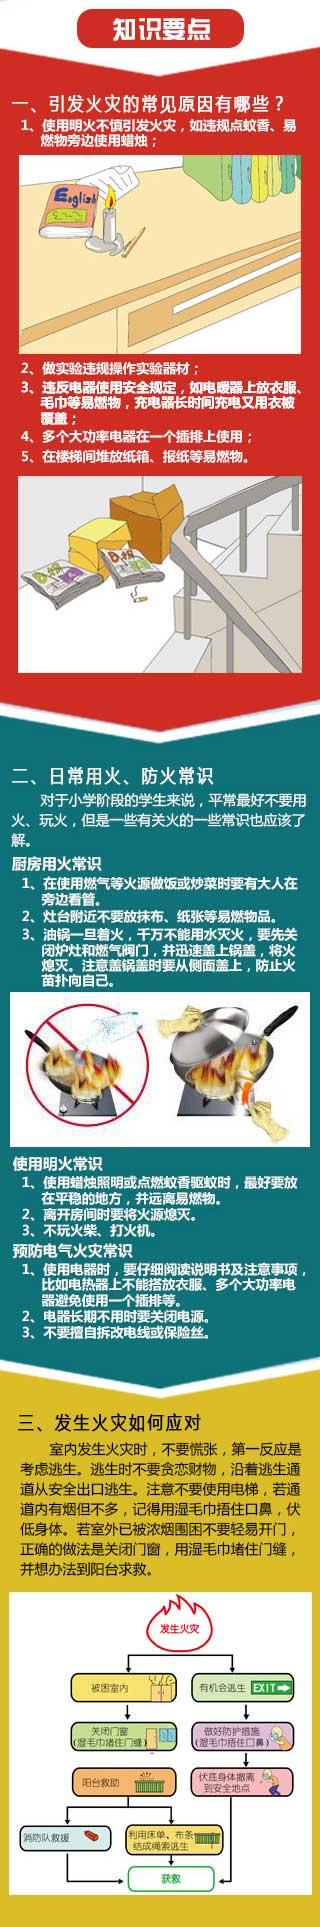 知识要点
一、引发火灾的常见原因有哪些？
1、使用明火不慎引发火灾，如违规点蚊香、易
燃物旁边使用蜡烛；
English
2、做实验违规操作实验器材；
3、违反电器使用安全规定，如电暖器上放衣服、
毛巾等易燃物，充电器长时间充电又用衣被
覆盖；
4、多个大功率电器在一个插排上使用；
5、在楼梯间堆放纸箱、报纸等易燃物。
二、日常用火、防火常识
对于小学阶段的学生来说，平常最好不要用
火、玩火，但是一些有关火的一些常识也应该了
解。
厨房用火常识
1、在使用燃气等火源做饭或炒菜时要有大人在
旁边看管。
2、灶台附近不要放抹布、纸张等易燃物品。
3、油锅一旦着火，千万不能用水灭火，要先关
闭炉灶和燃气阀门，并迅速盖上锅盖，将火
熄灭。注意盖锅盖时要从侧面盖上，防止火
苗扑向自己。
使用明火常识
1、使用蜡烛照明或点燃蚊香驱蚊时，最好要放
在平稳的地方，并远离易燃物。
2、离开房间时要将火源熄灭。
3、不玩火柴、打火机。
预防电气火灾常识
1、使用电器时，要仔细阅读说明书及注意事项，
比如电热器上不能搭放衣服、多个大功率电
器避免使用一个插排等。
2、电器长期不用时要关闭电源。
3、不要擅自拆改电线或保险丝。
三、发生火灾如何应对
室内发生火灾时，不要慌张，第一反应是
考虑逃生。逃生时不要贪恋财物，沿着逃生通
道从安全出口逃生。注意不要使用电梯，若通
道内有烟但不多，记得用湿毛巾捂住口鼻，伏
低身体。若室外已被浓烟围困不要轻易开门，
正确的做法是关闭门窗，用湿毛巾堵住门缝，
并想办法到阳台求救。
发生火灾
被困室内
有机会逃生 EXIT
关闭门窗
(湿毛巾堵住门缝)
做好防护措施
(湿毛巾捂住口鼻)
阳台救助
伏底身体撤离
到安全地点
消防队救援
利用床单、布条
结成绳索逃生
获救